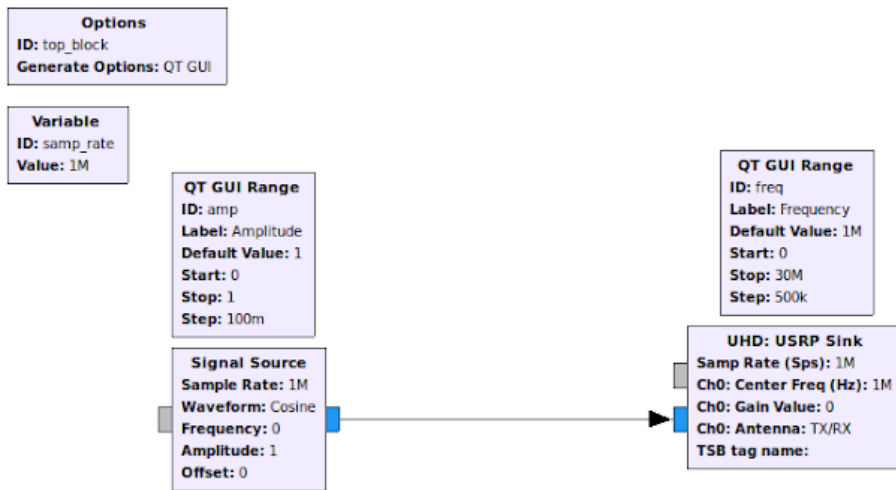 Options
ID: top_block
Generate Options: QT GUI
Variable
ID: samp_rate
Value: 1M
QT GUI Range
ID: amp
Label: Amplitude
Default Value: 1
Start: 0
Stop: 1
Step: 100m
QT GUI Range
ID: freq
Label: Frequency
Default Value: 1M
Start: 0
Stop: 30M
Step: 500k
Signal Source
Sample Rate: 1M
Waveform: Cosine
Frequency: 0
Amplitude: 1
Offset: 0
UHD: USRP Sink
Samp Rate (Sps): 1M
Ch0: Center Freq (Hz): 1M
Ch0: Gain Value: 0
Ch0: Antenna: TX/RX
TSB tag name: